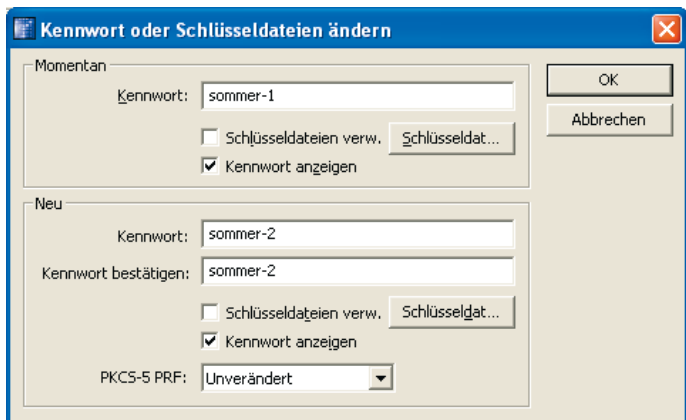 Kennwort oder Schlüsseldateien ändern
Momentan
Kennwort: sommer-1
Schlüsseldateien verw. Schlüsseldat...
Kennwort anzeigen
OK
Abbrechen
Neu
Kennwort: sommer-2
Kennwort bestätigen: sommer-2
Schlüsseldateien verw. Schlüsseldat...
Kennwort anzeigen
PKCS-5 PRF: Unverändert